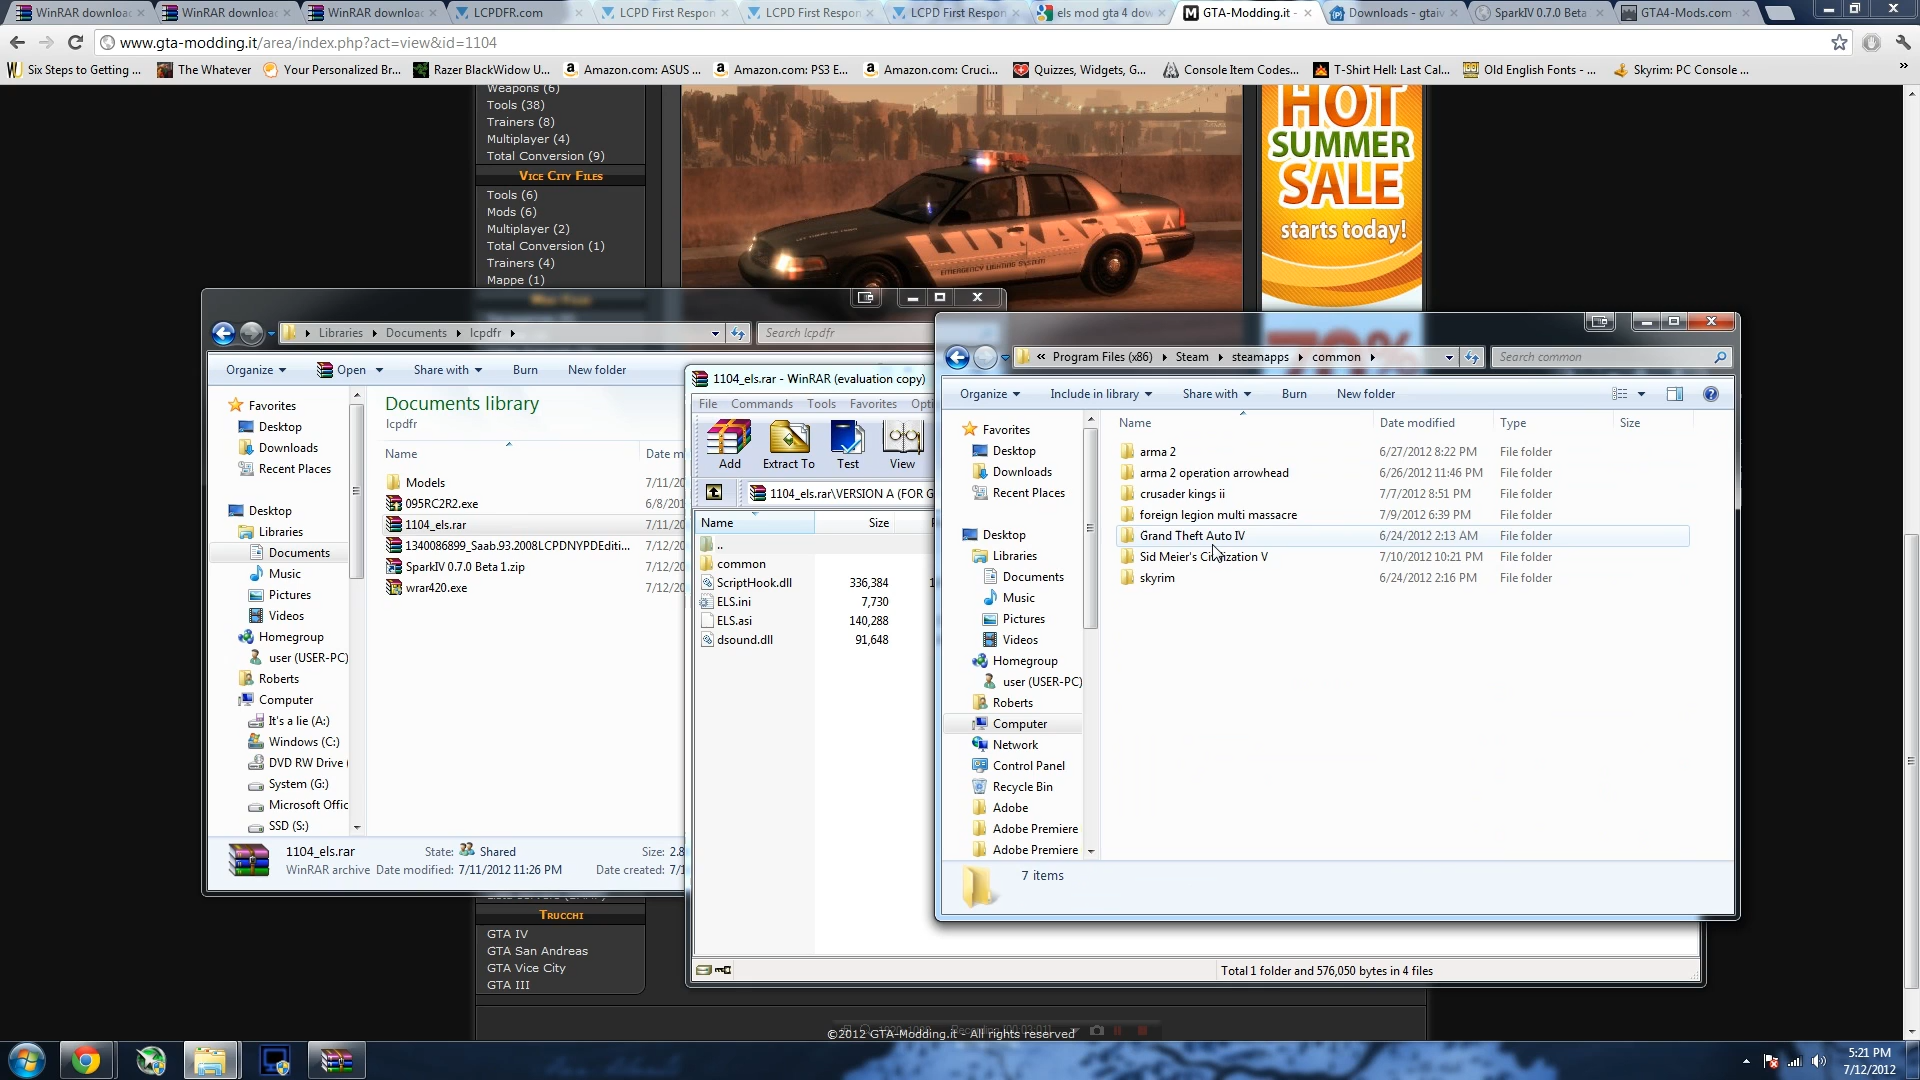 WinRAR download
WinRAR download
WinRAR download
LCPDFR.com
LCPD First Respon
LCPD First Respon
LCPD First Respon
els mod gta 4 dow
GTA-Modding.it -
Downloads - gtaiv
SparkIV 0.7.0 Beta
GTA4-Mods.com
www.gta-modding.it/area/index.php?act=view&id=1104
Six Steps to Getting ...
The Whatever
Your Personalized Br...
Razer BlackWidow U...
Amazon.com: ASUS ...
Amazon.com: PS3 E...
Amazon.com: Cruci...
Quizzes, Widgets, G...
Console Item Codes...
T-Shirt Hell: Last Cal...
Old English Fonts - ...
Skyrim: PC Console ...
»
Weapons (6)
Tools (38)
Trainers (8)
Multiplayer (4)
Total Conversion (9)
Vice City Files
Tools (6)
Mods (6)
Multiplayer (2)
Total Conversion (1)
Trainers (4)
Mappe (1)
LUXART
EMERGENCY LIGHTING SYSTEM
HOT
SUMMER
SALE
starts today!
70%
Libraries
Documents
lcpdfr
Search lcpdfr
Organize
Open
Share with
Burn
New folder
Favorites
Desktop
Downloads
Recent Places
Desktop
Libraries
Documents
Music
Pictures
Videos
Homegroup
user (USER-PC)
Roberts
Computer
It's a lie (A:)
Windows (C:)
DVD RW Drive (
System (G:)
Microsoft Offic
SSD (S:)
Documents library
lcpdfr
Name
Date m
Models
7/11/20
095RC2R2.exe
6/8/201
1104_els.rar
7/11/20
1340086899_Saab.93.2008LCPDNYPDEditi...
7/12/20
SparkIV 0.7.0 Beta 1.zip
7/12/20
wrar420.exe
7/12/20
1104_els.rar
State:
Shared
Size: 2.8
WinRAR archive
Date modified: 7/11/2012 11:26 PM
Date created: 7/1
1104_els.rar - WinRAR (evaluation copy)
File
Commands
Tools
Favorites
Opti
Add
Extract To
Test
View
1104_els.rar\VERSION A (FOR G
Name
Size
..
common
ScriptHook.dll
336,384
ELS.ini
7,730
ELS.asi
140,288
dsound.dll
91,648
Total 1 folder and 576,050 bytes in 4 files
«
Program Files (x86)
Steam
steamapps
common
Search common
Organize
Include in library
Share with
Burn
New folder
Favorites
Desktop
Downloads
Recent Places
Desktop
Libraries
Documents
Music
Pictures
Videos
Homegroup
user (USER-PC)
Roberts
Computer
Network
Control Panel
Recycle Bin
Adobe
Adobe Premiere
Adobe Premiere
Name
Date modified
Type
Size
arma 2
6/27/2012 8:22 PM
File folder
arma 2 operation arrowhead
6/26/2012 11:46 PM
File folder
crusader kings ii
7/7/2012 8:51 PM
File folder
foreign legion multi massacre
7/9/2012 6:39 PM
File folder
Grand Theft Auto IV
6/24/2012 2:13 AM
File folder
Sid Meier's Civilization V
7/10/2012 10:21 PM
File folder
skyrim
6/24/2012 2:16 PM
File folder
7 items
Trucchi
GTA IV
GTA San Andreas
GTA Vice City
GTA III
©2012 GTA-Modding.it - All rights reserved
5:21 PM
7/12/2012